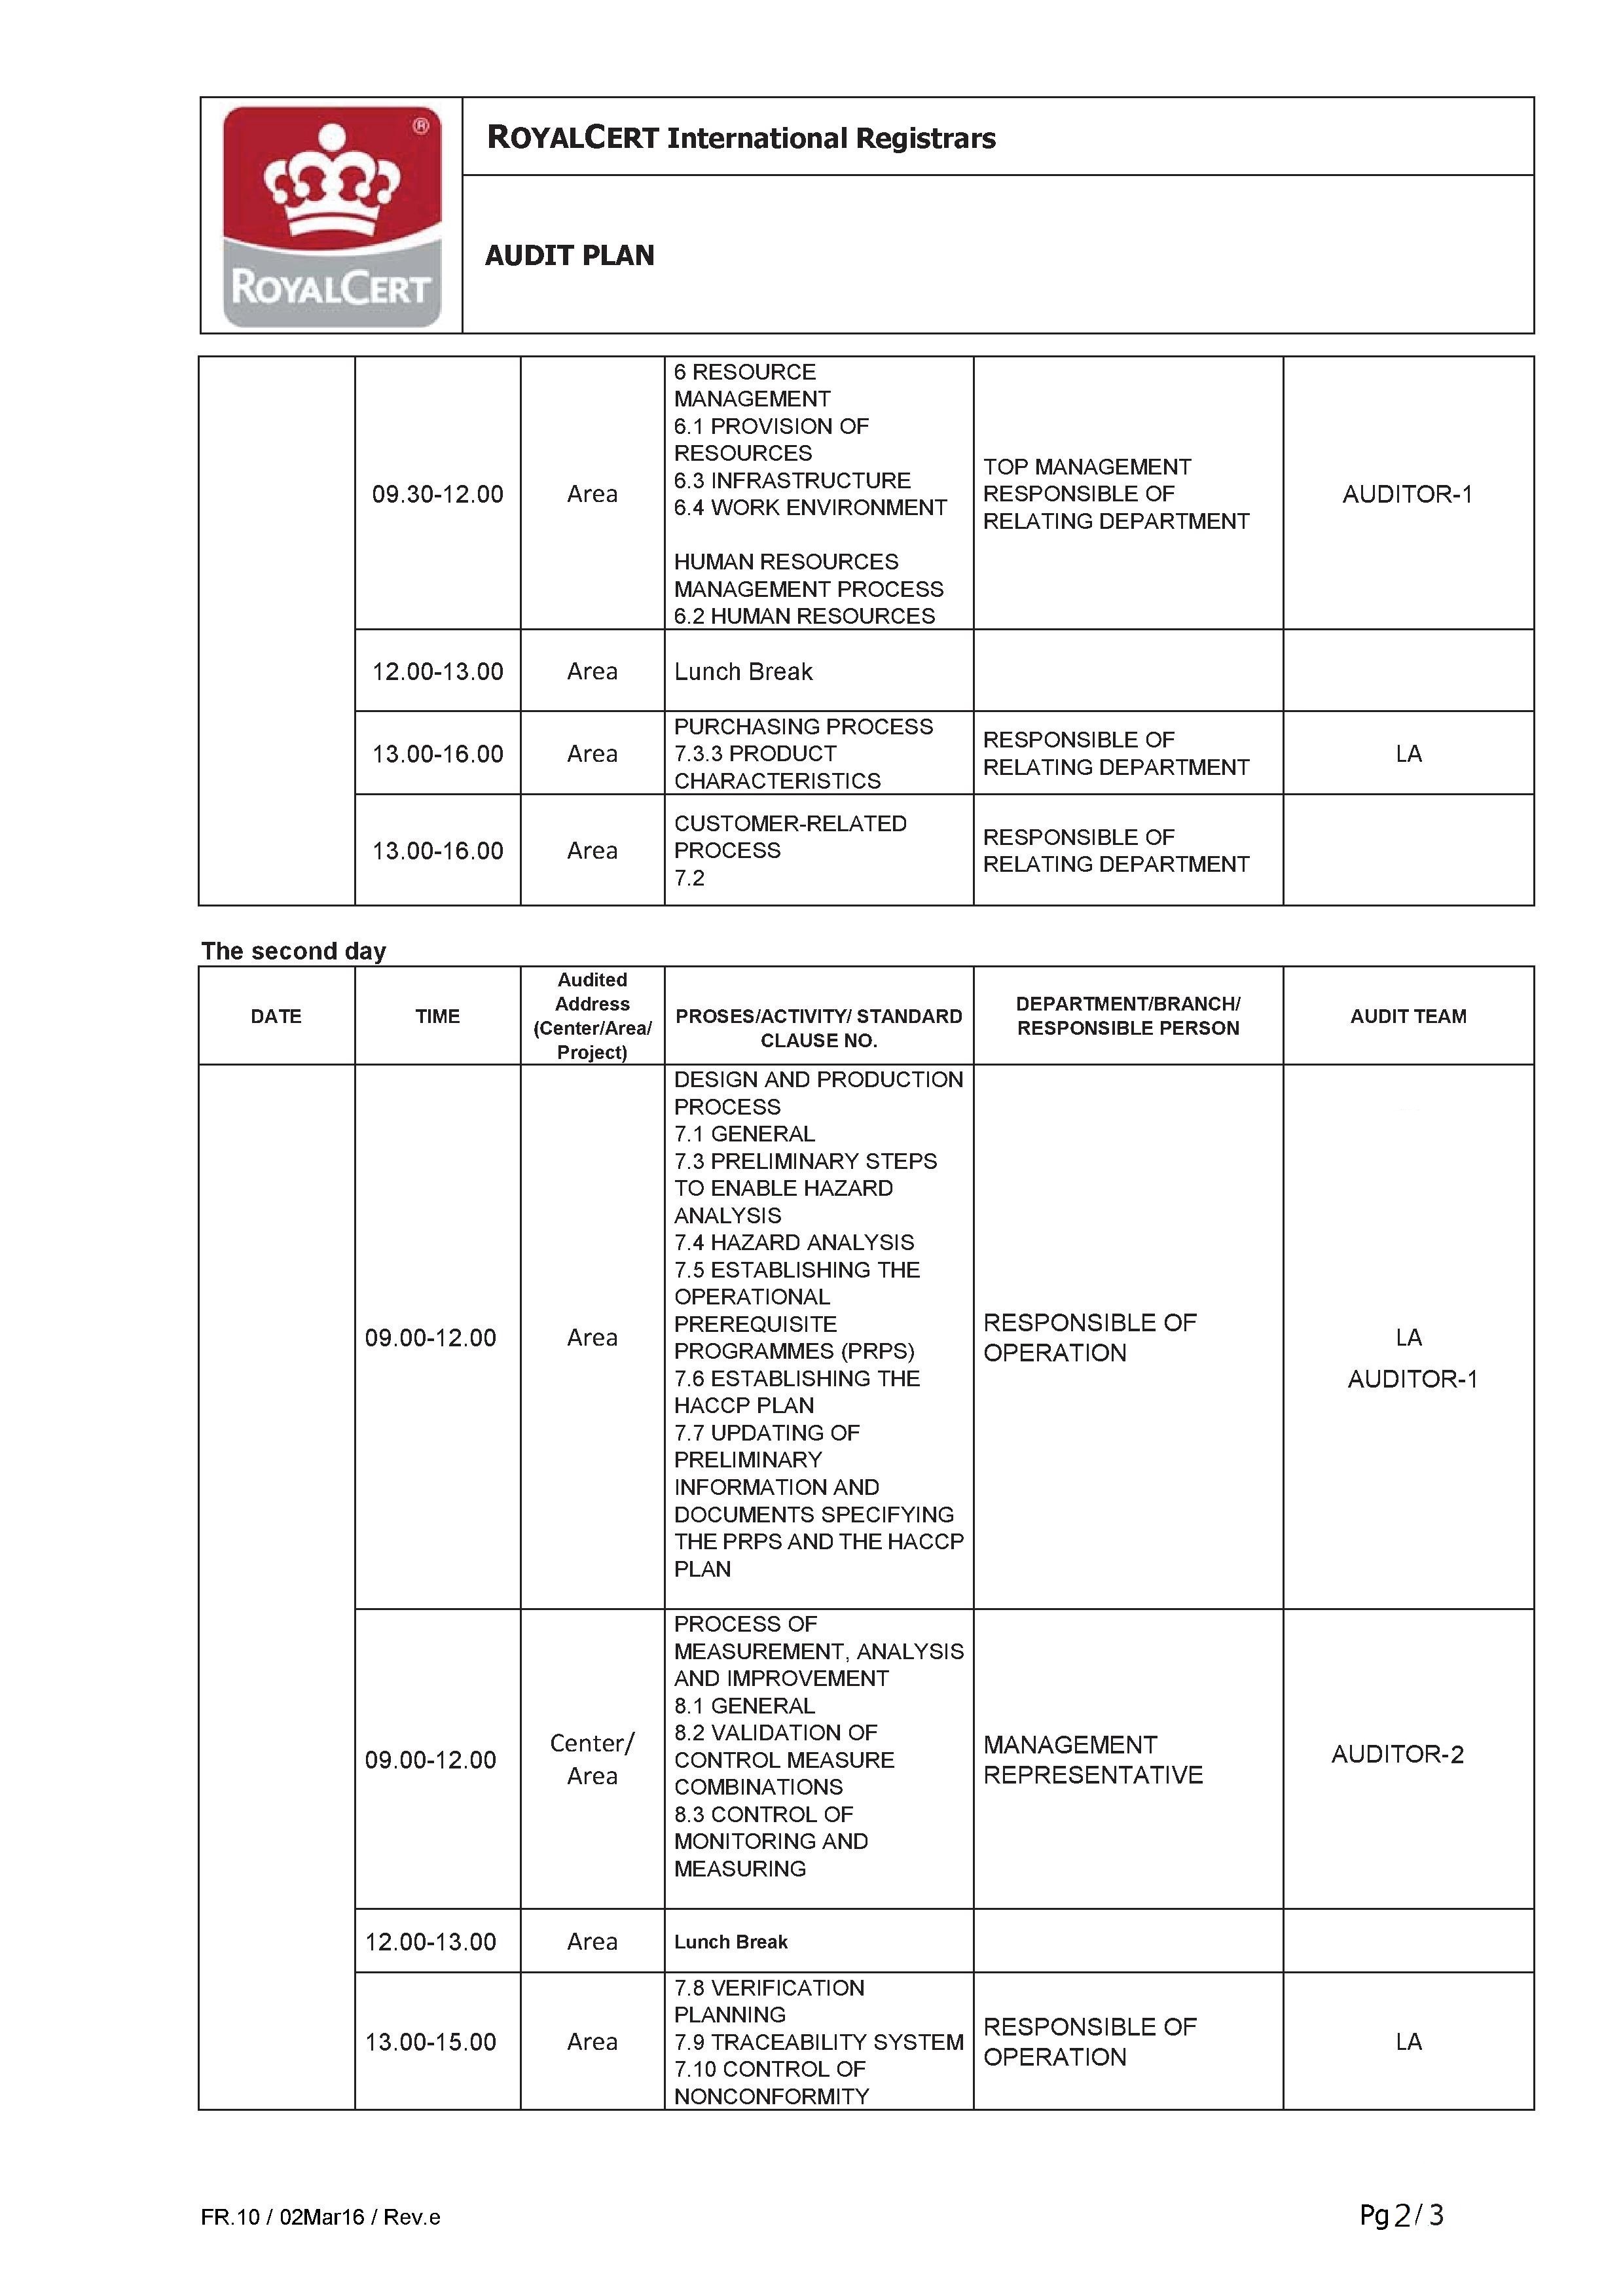 ®
ROYALCERT
ROYALCERT International Registrars
AUDIT PLAN
09.30-12.00
Area
6 RESOURCE
MANAGEMENT
6.1 PROVISION OF
RESOURCES
6.3 INFRASTRUCTURE
6.4 WORK ENVIRONMENT
HUMAN RESOURCES
MANAGEMENT PROCESS
6.2 HUMAN RESOURCES
TOP MANAGEMENT
RESPONSIBLE OF
RELATING DEPARTMENT
AUDITOR-1
12.00-13.00
Area
Lunch Break
13.00-16.00
Area
PURCHASING PROCESS
7.3.3 PRODUCT
CHARACTERISTICS
RESPONSIBLE OF
RELATING DEPARTMENT
LA
13.00-16.00
Area
CUSTOMER-RELATED
PROCESS
7.2
RESPONSIBLE OF
RELATING DEPARTMENT
The second day
DATE
TIME
Audited
Address
(Center/Area/
Project)
PROSES/ACTIVITY/ STANDARD
CLAUSE NO.
DEPARTMENT/BRANCH/
RESPONSIBLE PERSON
AUDIT TEAM
09.00-12.00
Area
DESIGN AND PRODUCTION
PROCESS
7.1 GENERAL
7.3 PRELIMINARY STEPS
TO ENABLE HAZARD
ANALYSIS
7.4 HAZARD ANALYSIS
7.5 ESTABLISHING THE
OPERATIONAL
PREREQUISITE
PROGRAMMES (PRPS)
7.6 ESTABLISHING THE
HACCP PLAN
7.7 UPDATING OF
PRELIMINARY
INFORMATION AND
DOCUMENTS SPECIFYING
THE PRPS AND THE HACCP
PLAN
RESPONSIBLE OF
OPERATION
LA
AUDITOR-1
09.00-12.00
Center/
Area
PROCESS OF
MEASUREMENT, ANALYSIS
AND IMPROVEMENT
8.1 GENERAL
8.2 VALIDATION OF
CONTROL MEASURE
COMBINATIONS
8.3 CONTROL OF
MONITORING AND
MEASURING
MANAGEMENT
REPRESENTATIVE
AUDITOR-2
12.00-13.00
Area
Lunch Break
13.00-15.00
Area
7.8 VERIFICATION
PLANNING
7.9 TRACEABILITY SYSTEM
7.10 CONTROL OF
NONCONFORMITY
RESPONSIBLE OF
OPERATION
LA
FR.10 / 02Mar16 / Rev.e
Pg 2/ 3